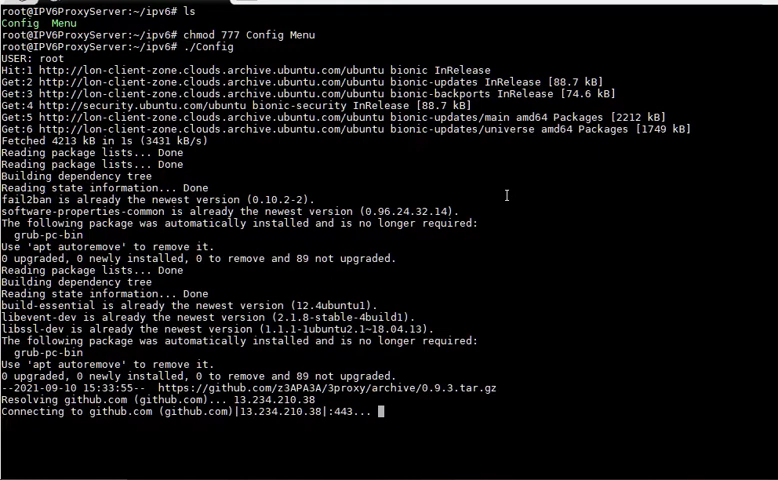 root@IPV6ProxyServer:~/ipv6# ls
Config  Menu
root@IPV6ProxyServer:~/ipv6# chmod 777 Config Menu
root@IPV6ProxyServer:~/ipv6# ./Config
USER: root
Hit:1 http://lon-client-zone.clouds.archive.ubuntu.com/ubuntu bionic InRelease
Get:2 http://lon-client-zone.clouds.archive.ubuntu.com/ubuntu bionic-updates InRelease [88.7 kB]
Get:3 http://lon-client-zone.clouds.archive.ubuntu.com/ubuntu bionic-backports InRelease [74.6 kB]
Get:4 http://security.ubuntu.com/ubuntu bionic-security InRelease [88.7 kB]
Get:5 http://lon-client-zone.clouds.archive.ubuntu.com/ubuntu bionic-updates/main amd64 Packages [2212 kB]
Get:6 http://lon-client-zone.clouds.archive.ubuntu.com/ubuntu bionic-updates/universe amd64 Packages [1749 kB]
Fetched 4213 kB in 1s (3431 kB/s)
Reading package lists... Done
Reading package lists... Done
Building dependency tree
Reading state information... Done
fail2ban is already the newest version (0.10.2-2).
software-properties-common is already the newest version (0.96.24.32.14).
The following package was automatically installed and is no longer required:
  grub-pc-bin
Use 'apt autoremove' to remove it.
0 upgraded, 0 newly installed, 0 to remove and 89 not upgraded.
Reading package lists... Done
Building dependency tree
Reading state information... Done
build-essential is already the newest version (12.4ubuntu1).
libevent-dev is already the newest version (2.1.8-stable-4build1).
libssl-dev is already the newest version (1.1.1-1ubuntu2.1~18.04.13).
The following package was automatically installed and is no longer required:
  grub-pc-bin
Use 'apt autoremove' to remove it.
0 upgraded, 0 newly installed, 0 to remove and 89 not upgraded.
--2021-09-10 15:33:55--  https://github.com/z3APA3A/3proxy/archive/0.9.3.tar.gz
Resolving github.com (github.com)... 13.234.210.38
Connecting to github.com (github.com)|13.234.210.38|:443...